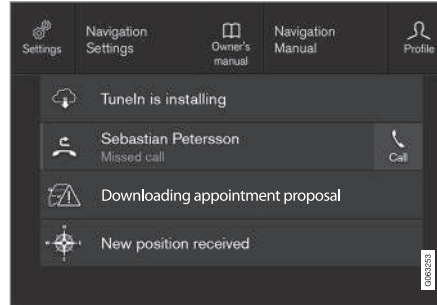 Settings
Navigation
Settings
Owner's
manual
Navigation
Manual
Profile
TuneIn is installing
Sebastian Petersson
Missed call
Call
Downloading appointment proposal
New position received
G063253